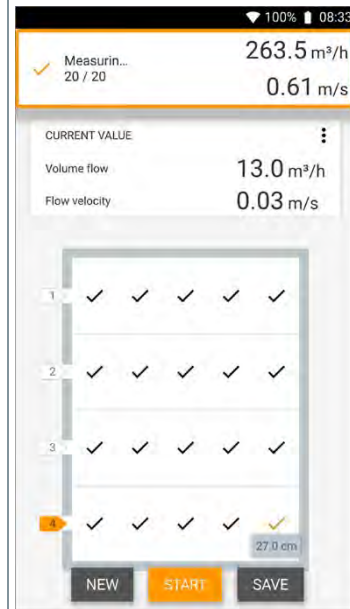 100% 08:33
Measurin...
20 / 20
263.5 m³/h
0.61 m/s
CURRENT VALUE
Volume flow 13.0 m³/h
Flow velocity 0.03 m/s
1
2
3
4
27.0 cm
NEW START SAVE